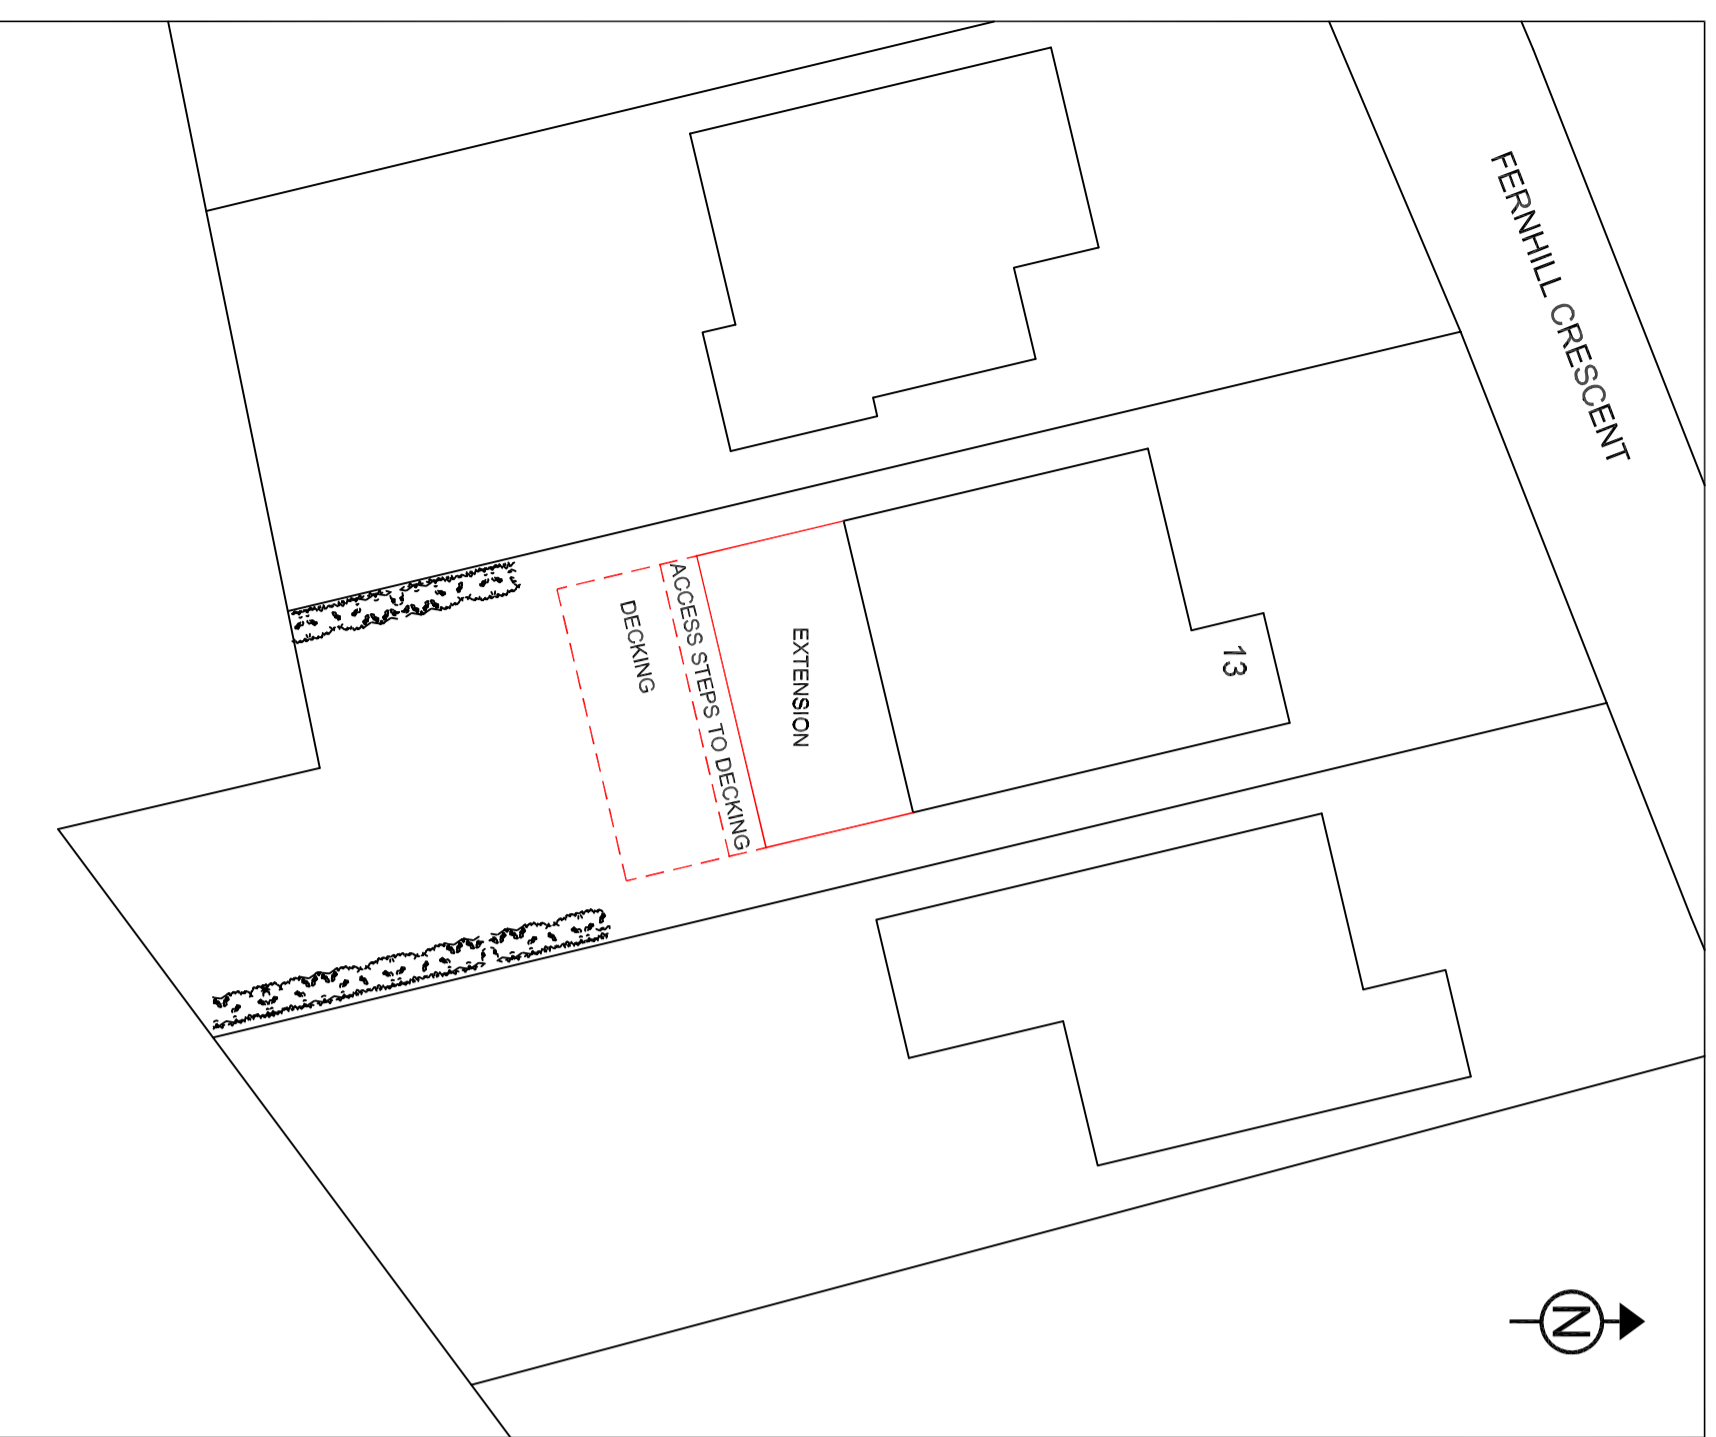 FERNHILL CRESCENT
13
EXTENSION
ACCESS STEPS TO DECKING
DECKING
N